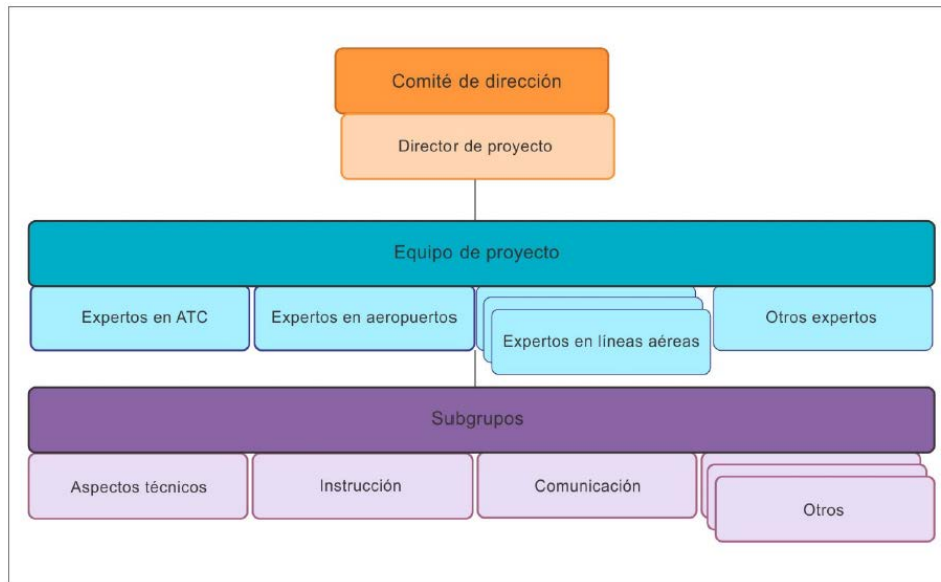 Comité de dirección
Director de proyecto
Equipo de proyecto
Expertos en ATC
Expertos en aeropuertos
Expertos en líneas aéreas
Otros expertos
Subgrupos
Aspectos técnicos
Instrucción
Comunicación
Otros